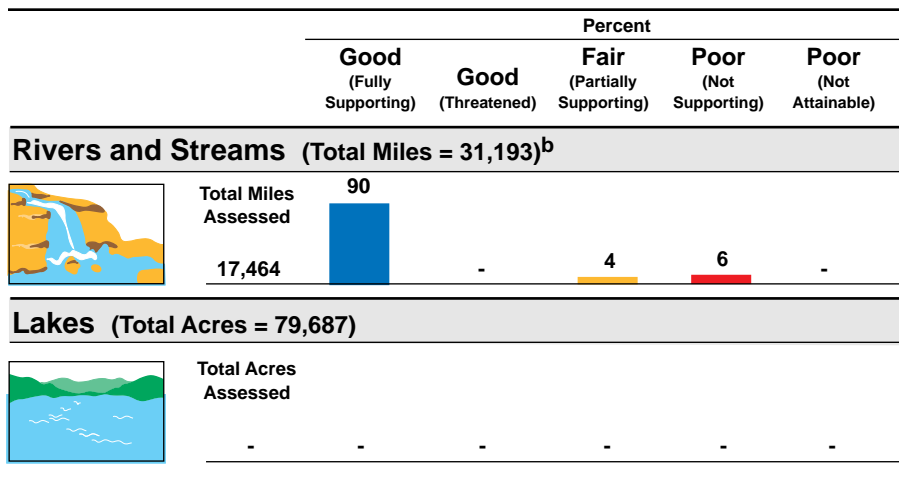 Percent
Good
(Fully
Supporting)
Good
(Threatened)
Fair
(Partially
Supporting)
Poor
(Not
Supporting)
Poor
(Not
Attainable)
Rivers and Streams (Total Miles = 31,193)b
Total Miles
Assessed
90
17,464 - 4 6 -
Lakes (Total Acres = 79,687)
Total Acres
Assessed
- - - - - -